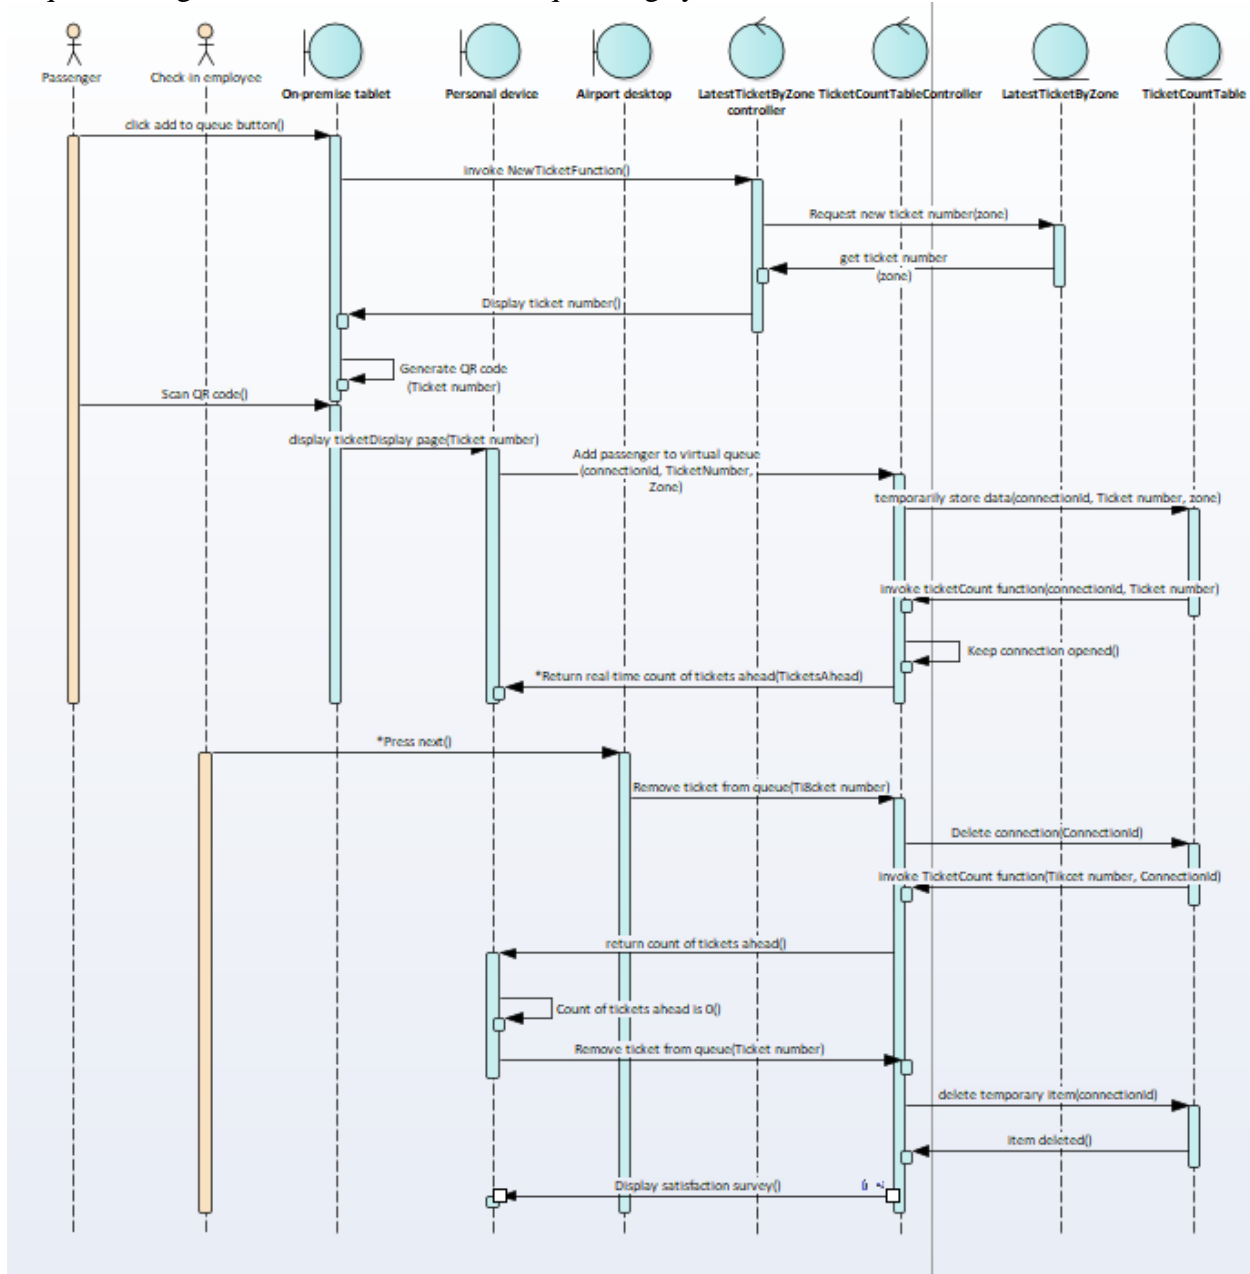 Passenger
Check-in employee
On-premise tablet
Personal device
Airport desktop
LatestTicketByZone
controller
TicketCountTableController
LatestTicketByZone
TicketCountTable
click add to queue button()
invoke NewTicketFunction()
Request new ticket number(zone)
get ticket number
(zone)
Display ticket number()
Generate QR code
(Ticket number)
Scan QR code()
display ticketDisplay page(Ticket number)
Add passenger to virtual queue
(connectionId, TicketNumber,
Zone)
temporarily store data(connectionId, Ticket number, zone)
invoke ticketCount function(connectionId, Ticket number)
Keep connection opened()
*Return real time count of tickets ahead(TicketsAhead)
*Press next()
Remove ticket from queue(Ti8cket number)
Delete connection(ConnectionId)
invoke TicketCount function(Tikcet number, ConnectionId)
return count of tickets ahead()
Count of tickets ahead is 0()
Remove ticket from queue(Ticket number)
delete temporary item(connectionId)
item deleted()
Display satisfaction survey()